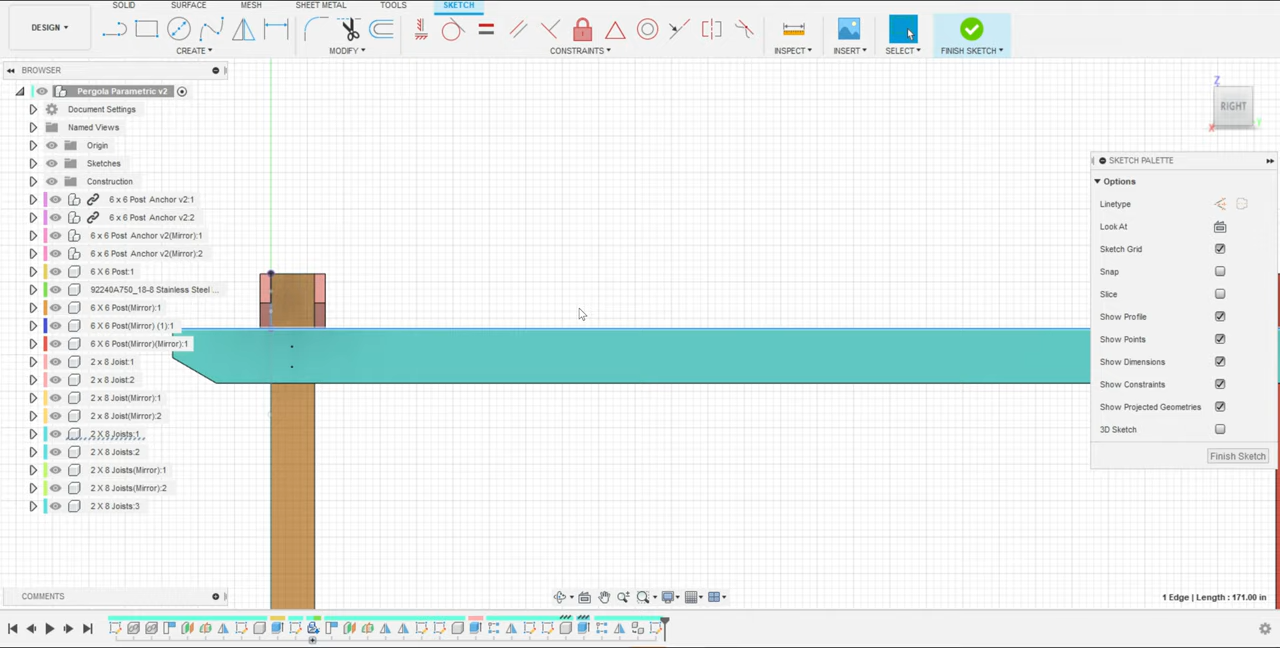 SOLID SURFACE MESH SHEET METAL TOOLS SKETCH
DESIGN
CREATE MODIFY CONSTRAINTS INSPECT INSERT SELECT FINISH SKETCH
BROWSER
Pergola Parametric v2
Document Settings
Named Views
Origin
Sketches
Construction
6 x 6 Post Anchor v2:1
6 x 6 Post Anchor v2:2
6 x 6 Post Anchor v2(Mirror):1
6 x 6 Post Anchor v2(Mirror):2
6 X 6 Post:1
92240A750_18-8 Stainless Steel ...
6 X 6 Post(Mirror):1
6 X 6 Post(Mirror) (1):1
6 X 6 Post(Mirror)(Mirror):1
2 x 8 Joist:1
2 x 8 Joist:2
2 x 8 Joist(Mirror):1
2 x 8 Joist(Mirror):2
2 X 8 Joists:1
2 X 8 Joists:2
2 X 8 Joists(Mirror):1
2 X 8 Joists(Mirror):2
2 X 8 Joists:3
Z
RIGHT
X Y
SKETCH PALETTE
Options
Linetype
Look At
Sketch Grid
Snap
Slice
Show Profile
Show Points
Show Dimensions
Show Constraints
Show Projected Geometries
3D Sketch
Finish Sketch
COMMENTS
1 Edge | Length : 171.00 in